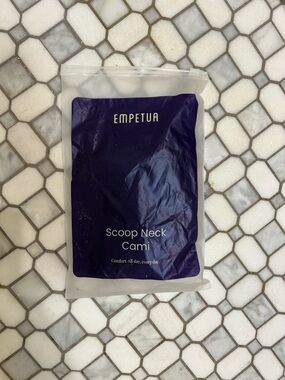 EMPETUA
Scoop Neck
Cami
Comfort. All day, every day.